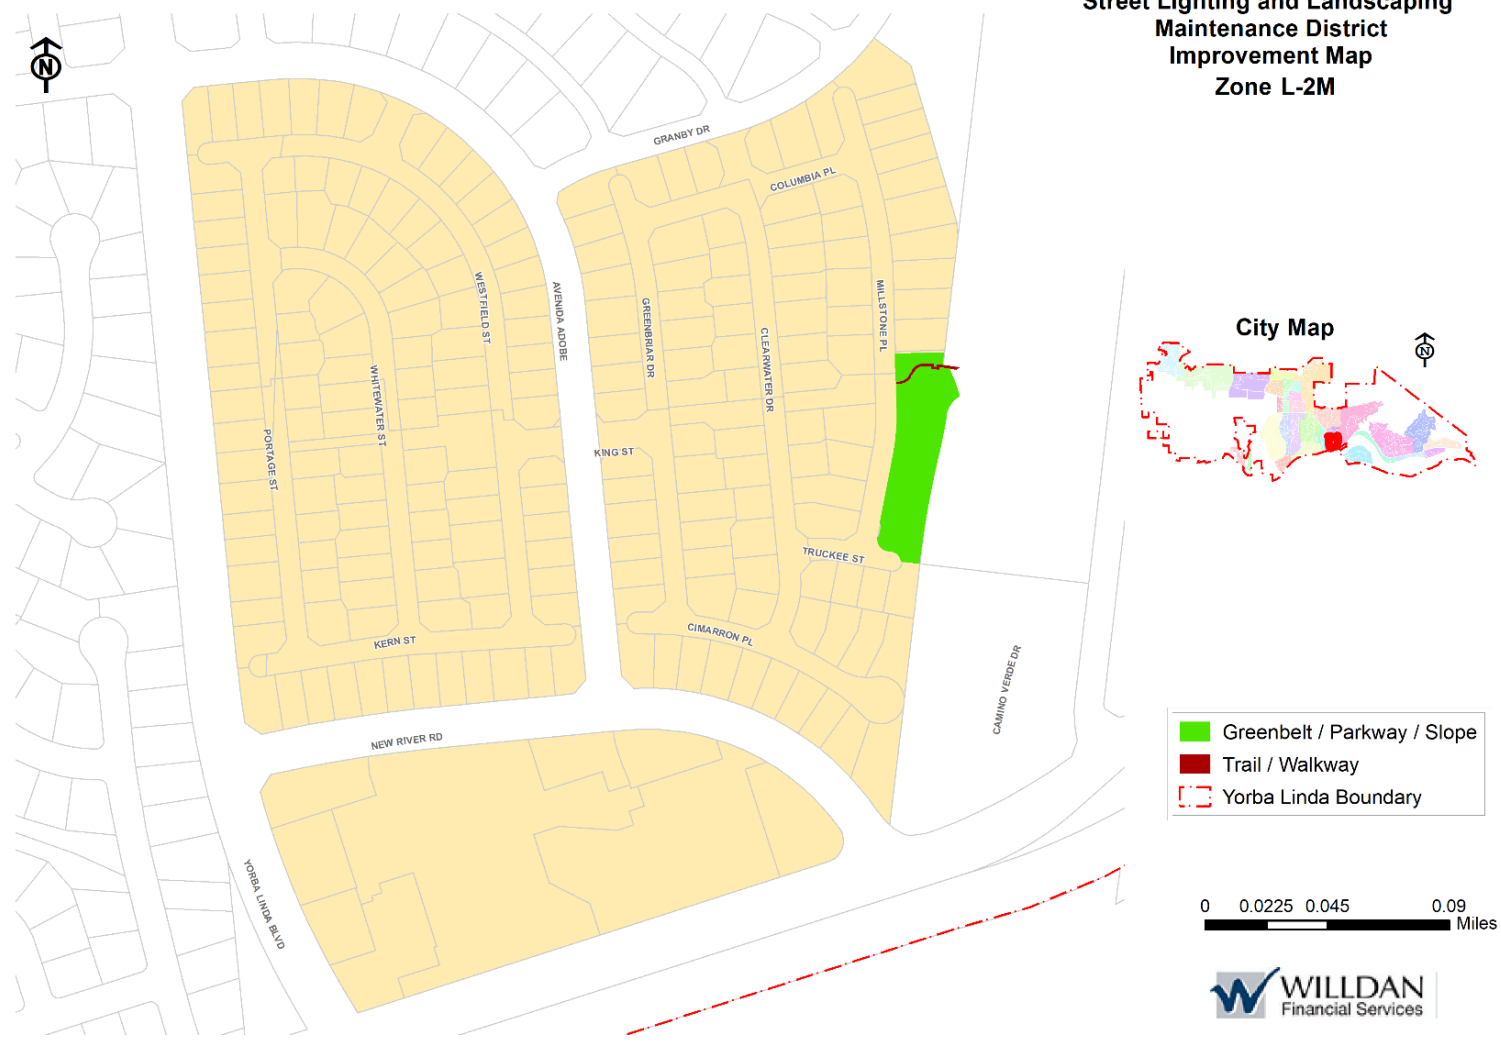 Street Lighting and Landscaping
Maintenance District
Improvement Map
Zone L-2M
N
GRANBY DR
COLUMBIA PL
WESTFIELD ST
AVENIDA ADOBE
GREENBRIAR DR
CLEARWATER DR
MILLSTONE PL
WHITEWATER ST
PORTAGE ST
KING ST
TRUCKEE ST
KERN ST
CIMARRON PL
CAMINO VERDE DR
NEW RIVER RD
YORBA LINDA BLVD
City Map
N
Greenbelt / Parkway / Slope
Trail / Walkway
Yorba Linda Boundary
0 0.0225 0.045 0.09
Miles
W WILLDAN
Financial Services